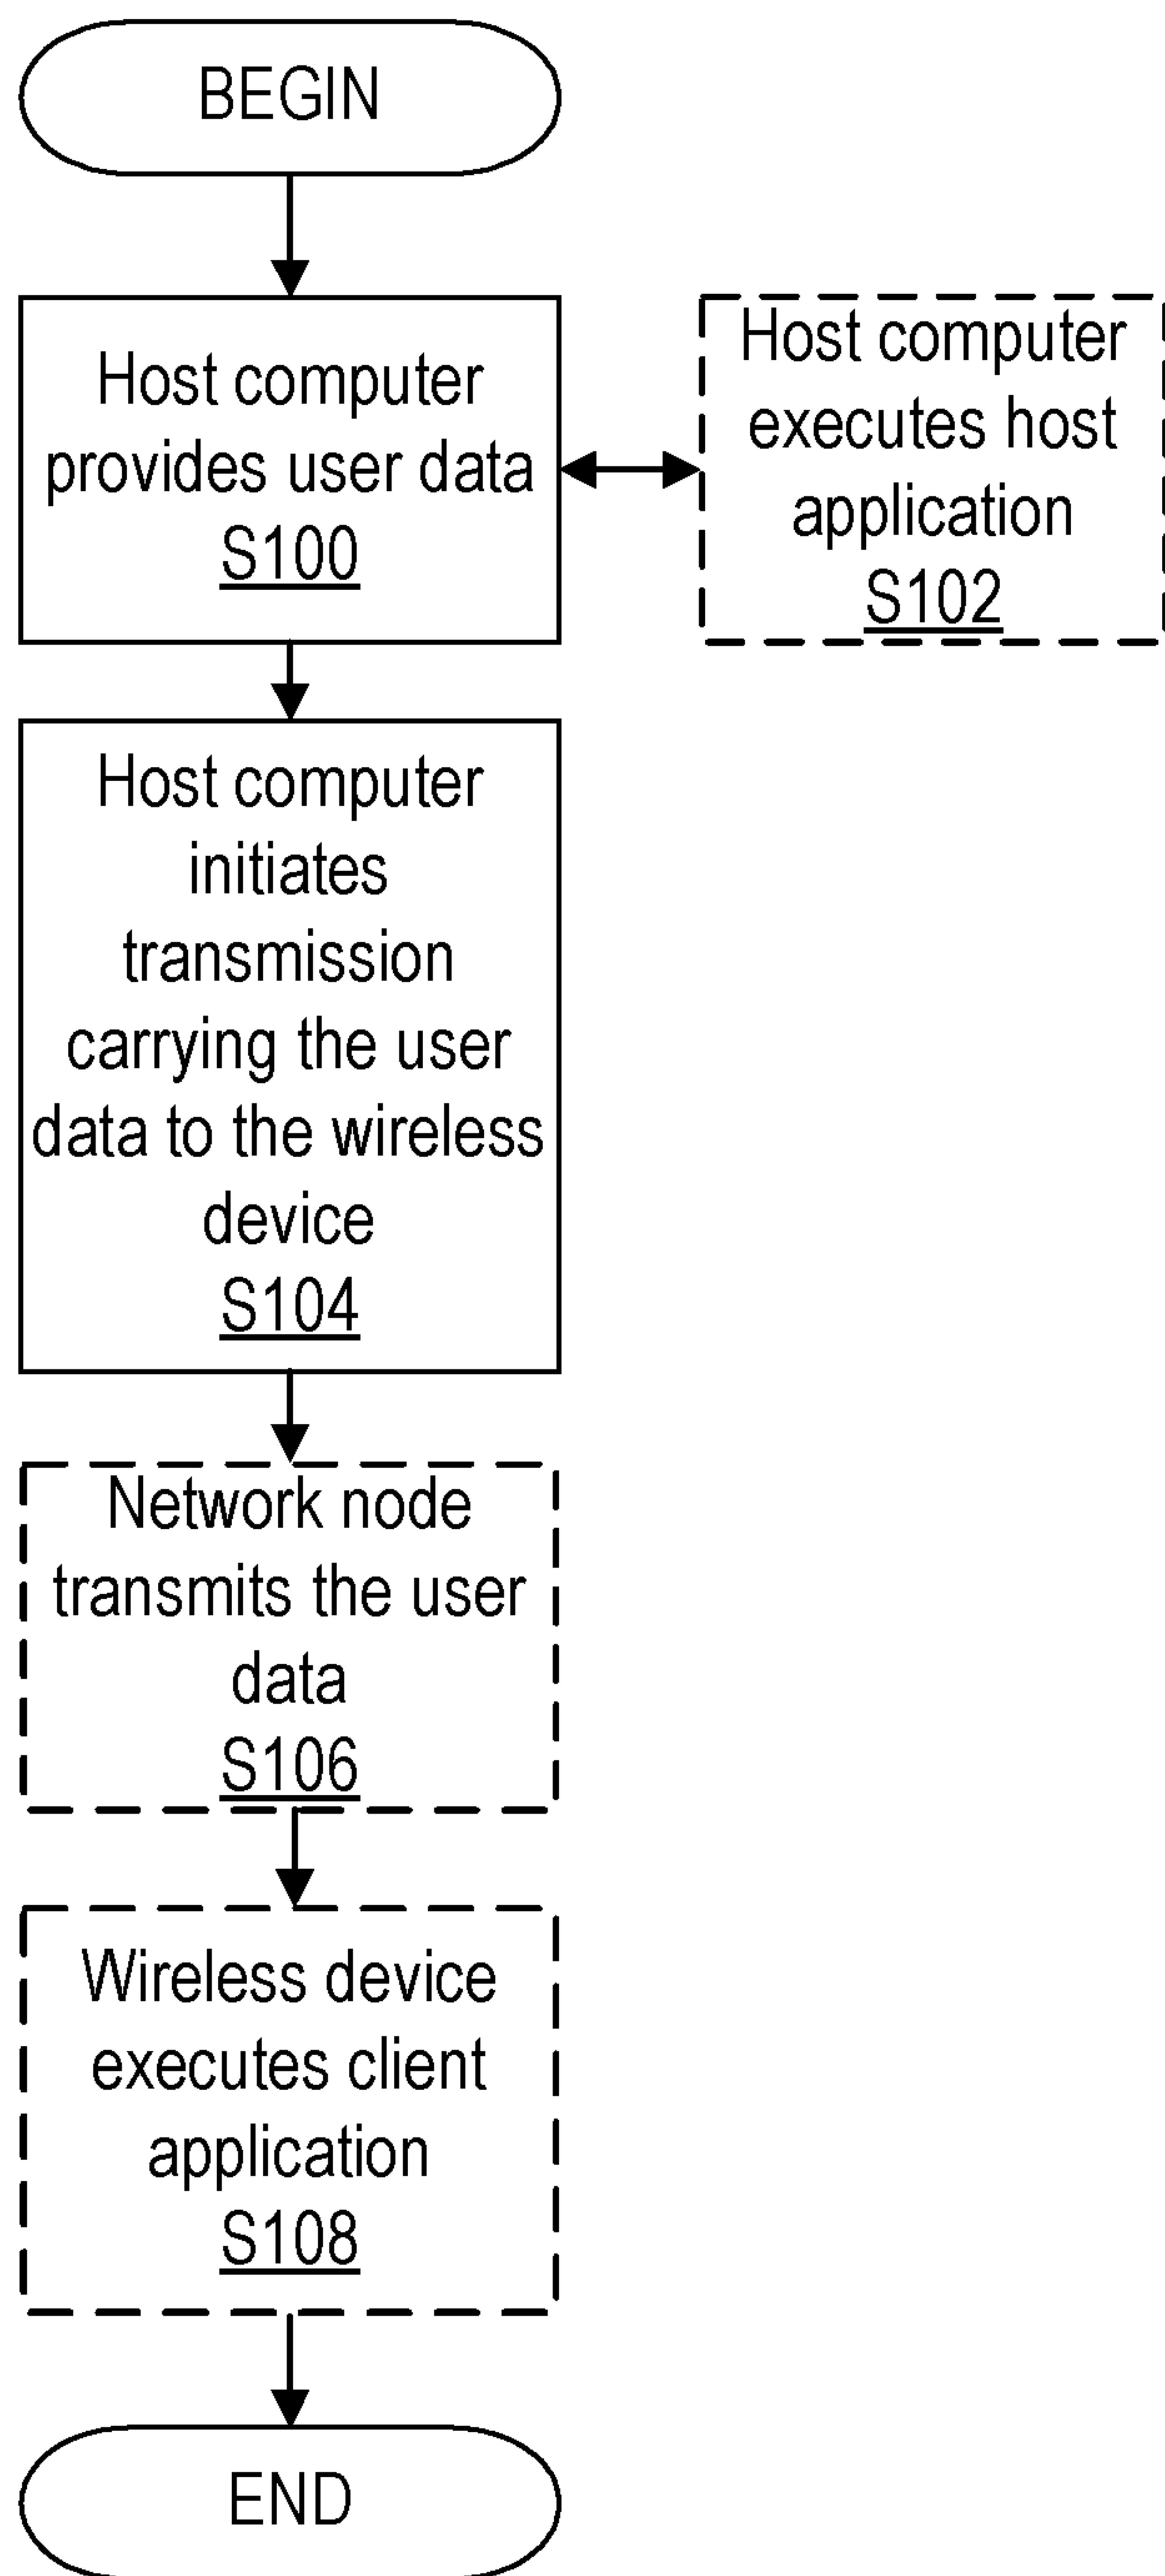 BEGIN
Host computer
provides user data
S100
Host computer
executes host
application
S102
Host computer
initiates
transmission
carrying the user
data to the wireless
device
S104
Network node
transmits the user
data
S106
Wireless device
executes client
application
S108
END